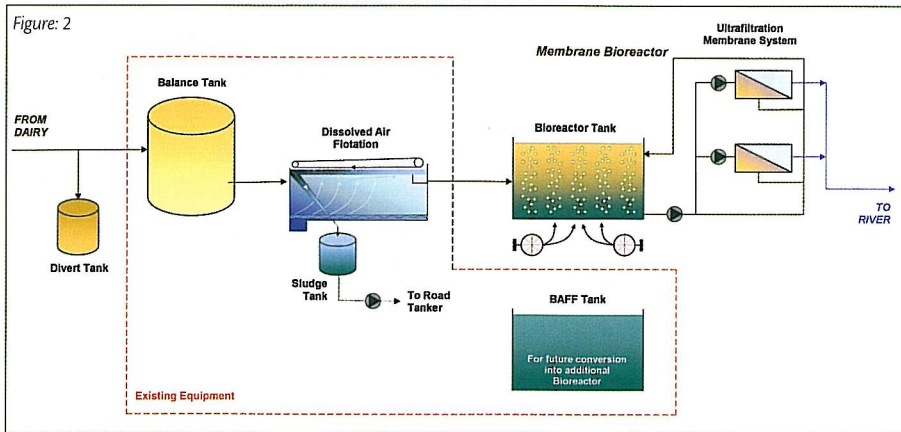 Figure: 2
Ultrafiltration
Membrane System
Membrane Bioreactor
Balance Tank
FROM
DAIRY
Dissolved Air
Flotation
Bioreactor Tank
TO
RIVER
Divert Tank
Sludge
Tank
To Road
Tanker
BAFF Tank
For future conversion
into additional
Bioreactor
Existing Equipment